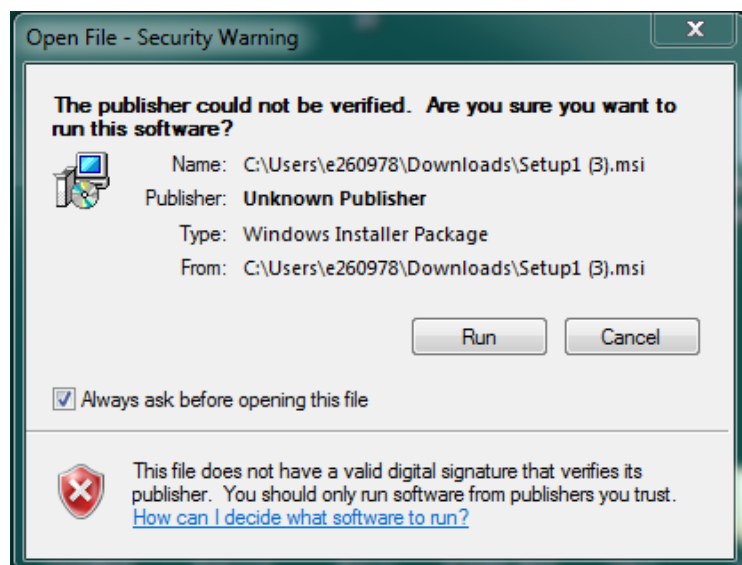 Open File - Security Warning
The publisher could not be verified.  Are you sure you want to
run this software?
Name: C:\Users\e260978\Downloads\Setup1 (3).msi
Publisher: Unknown Publisher
Type: Windows Installer Package
From: C:\Users\e260978\Downloads\Setup1 (3).msi
Run Cancel
Always ask before opening this file
This file does not have a valid digital signature that verifies its
publisher.  You should only run software from publishers you trust.
How can I decide what software to run?